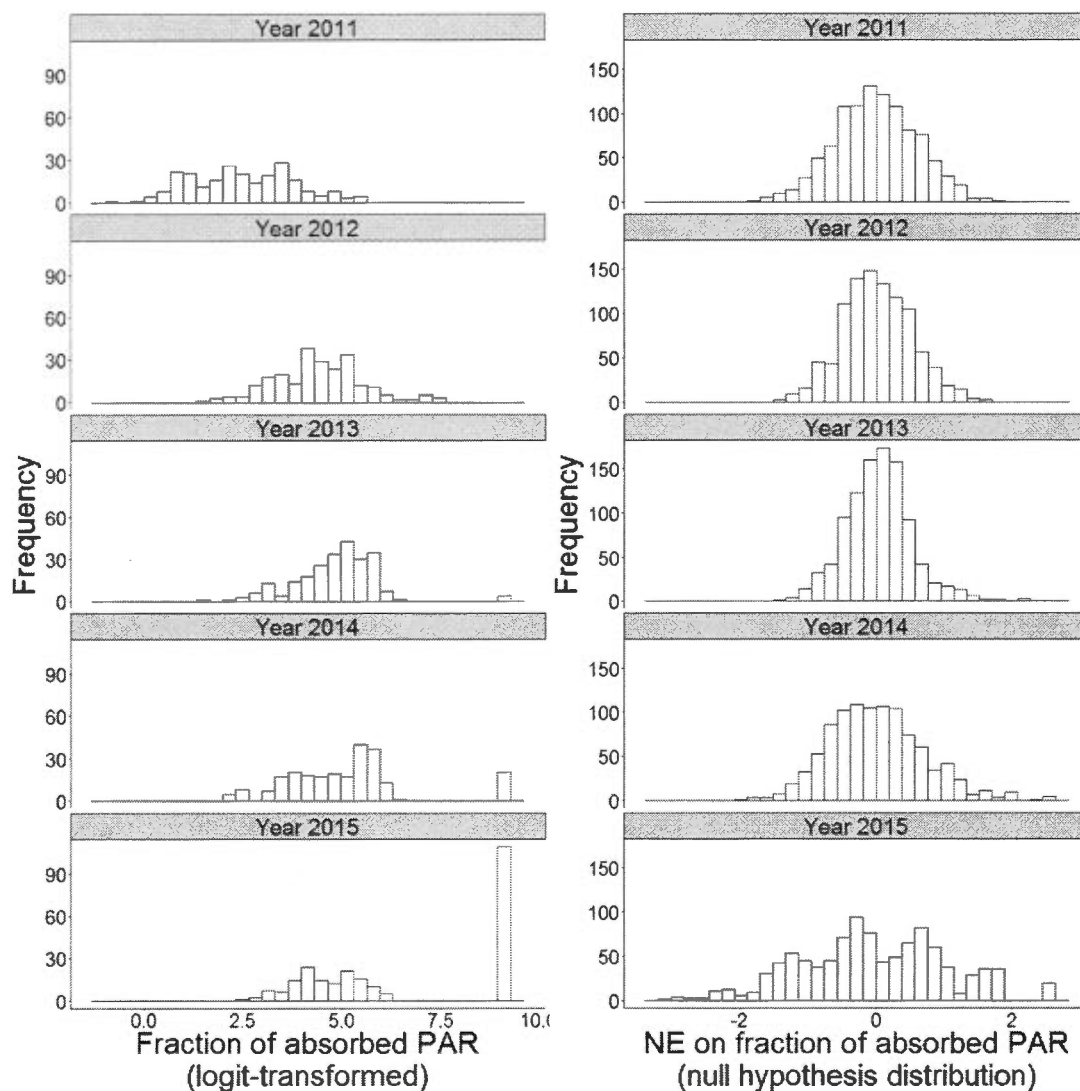 Year 2011
90
60
30
0
Year 2012
90
60
30
0
Year 2013
90
60
30
0
Year 2014
90
60
30
0
Year 2015
90
60
30
0
0.0 2.5 5.0 7.5 10.0
Frequency
Fraction of absorbed PAR
(logit-transformed)
Year 2011
150
100
50
0
Year 2012
150
100
50
0
Year 2013
150
100
50
0
Year 2014
150
100
50
0
Year 2015
150
100
50
0
-2 0 2
Frequency
NE on fraction of absorbed PAR
(null hypothesis distribution)